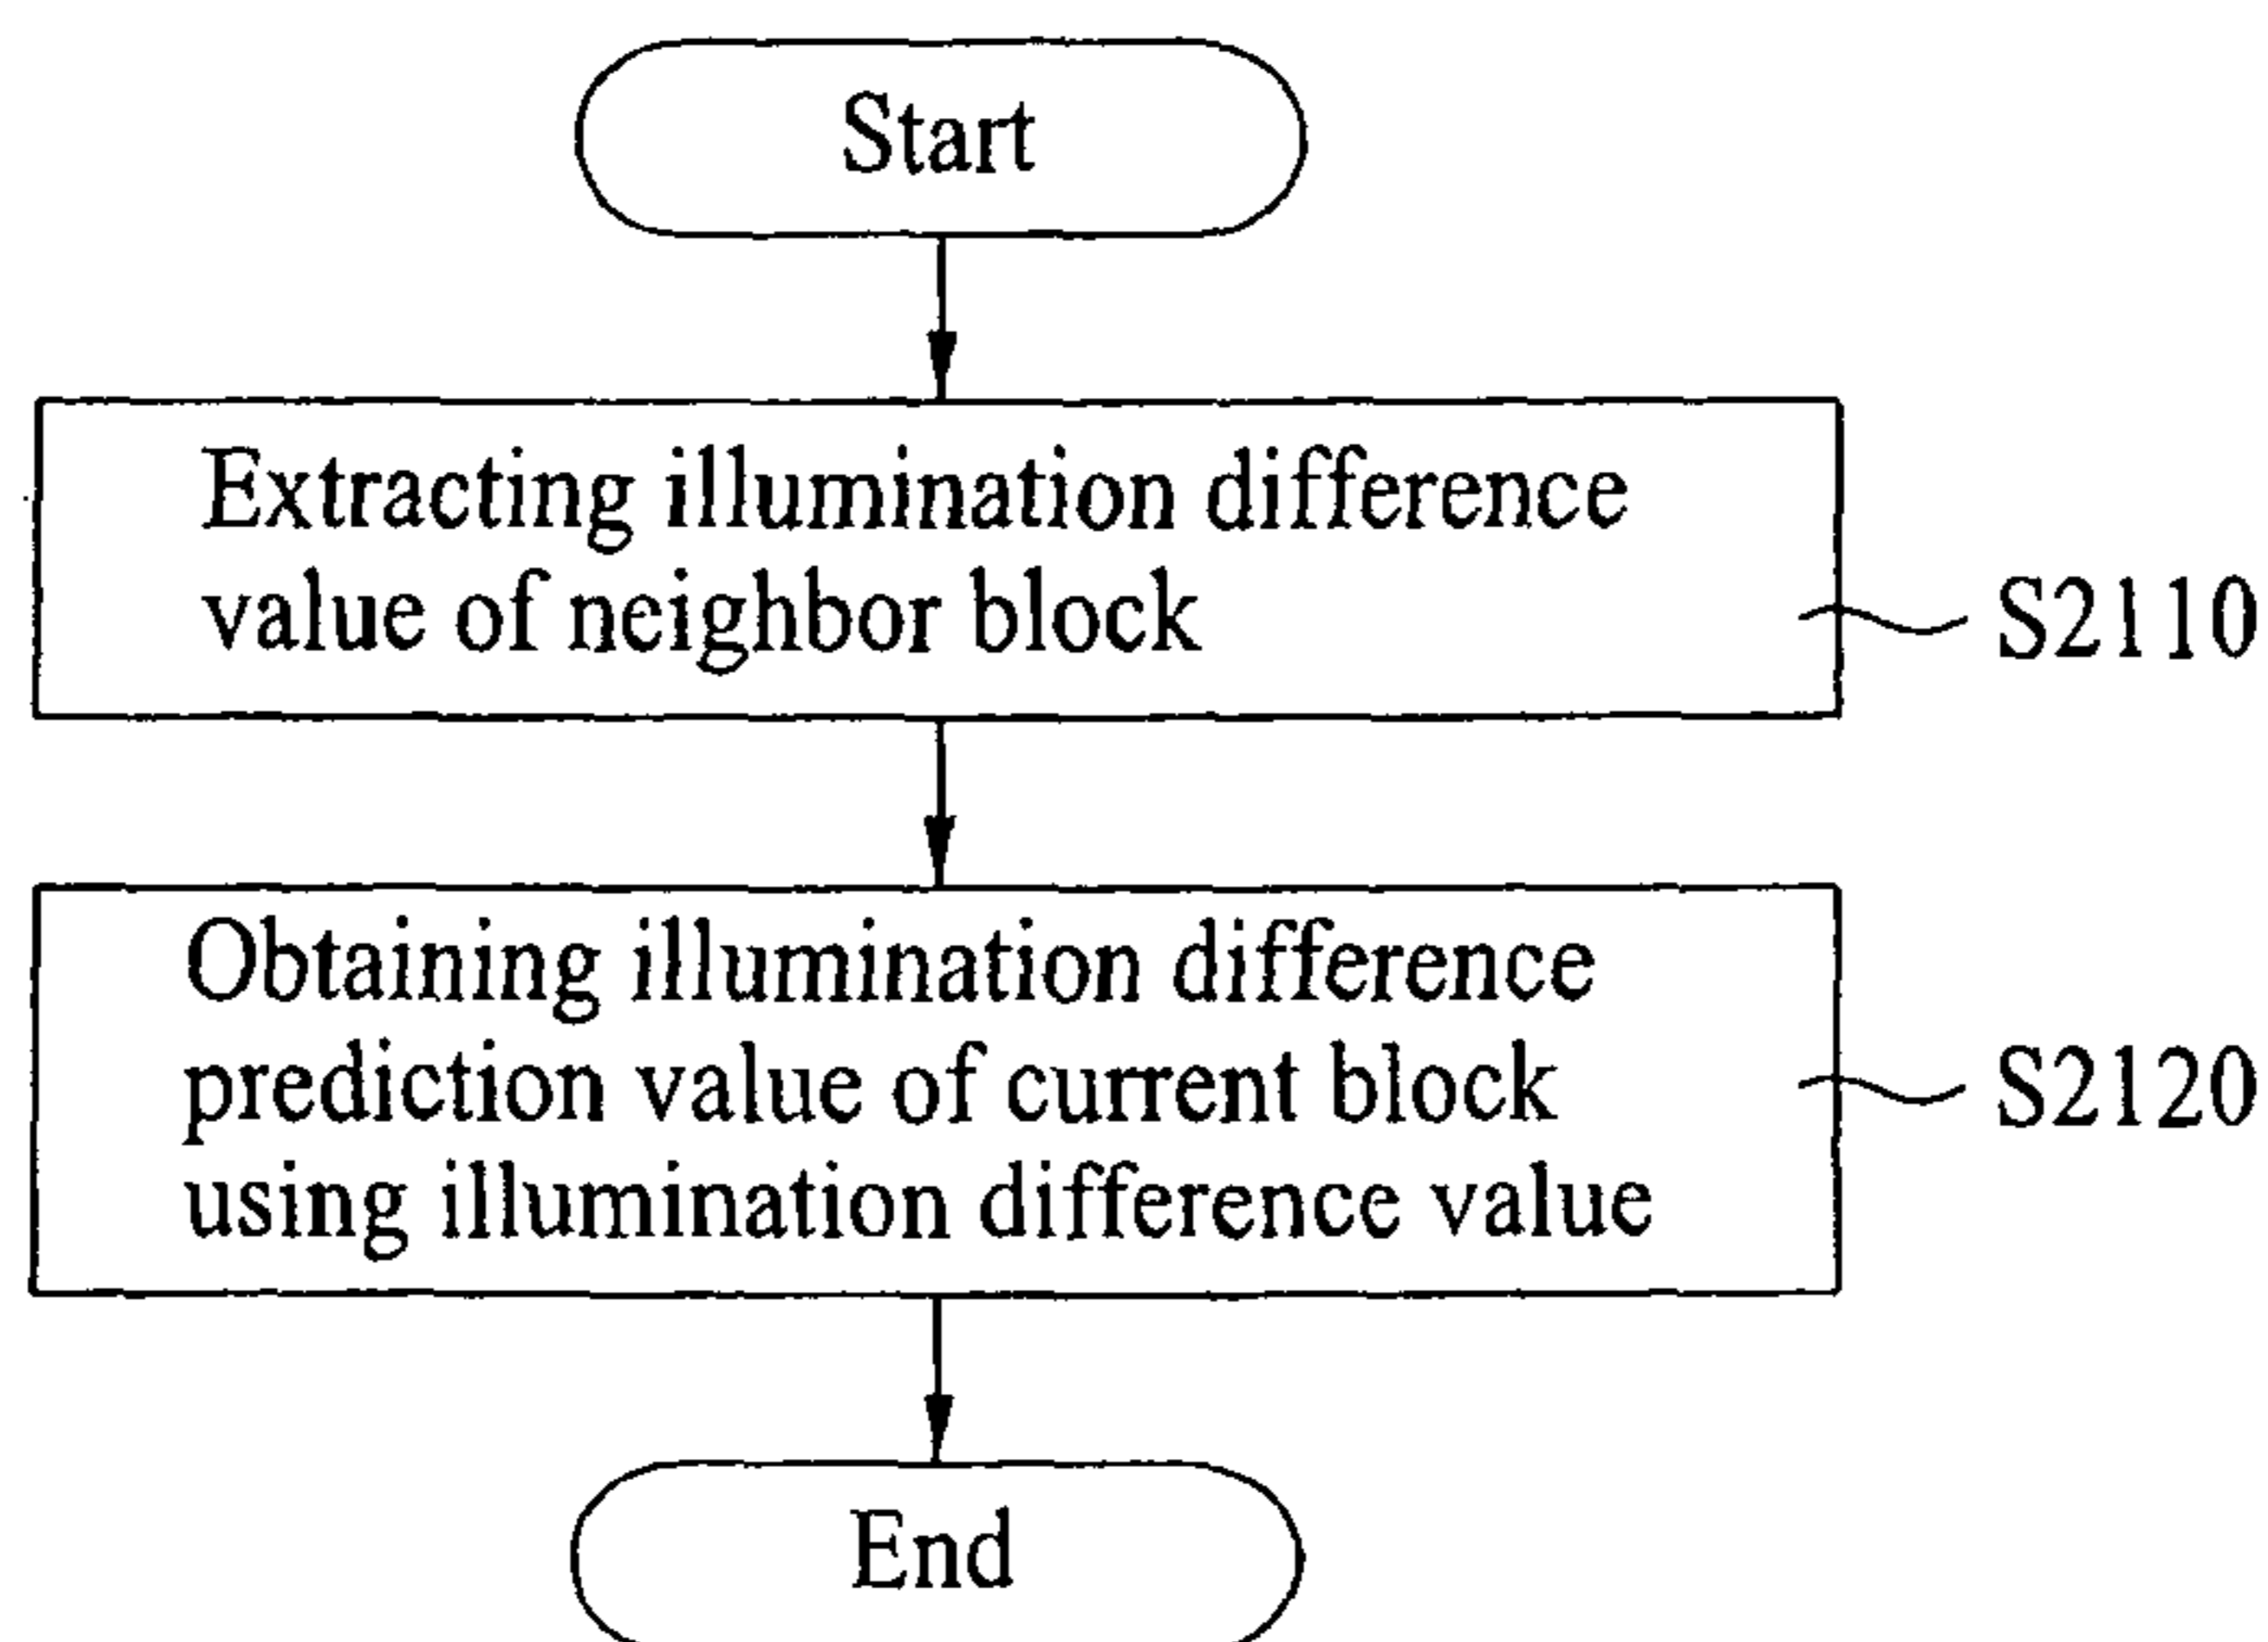 Start
Extracting illumination difference
value of neighbor block
S2110
Obtaining illumination difference
prediction value of current block
using illumination difference value
S2120
End